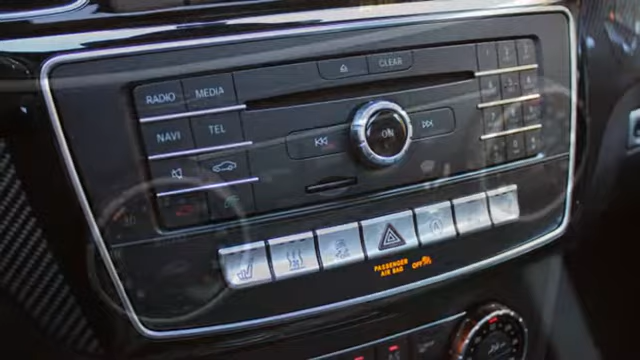 CLEAR
RADIO MEDIA
NAVI TEL
ON
PASSENGER
AIR BAG OFF